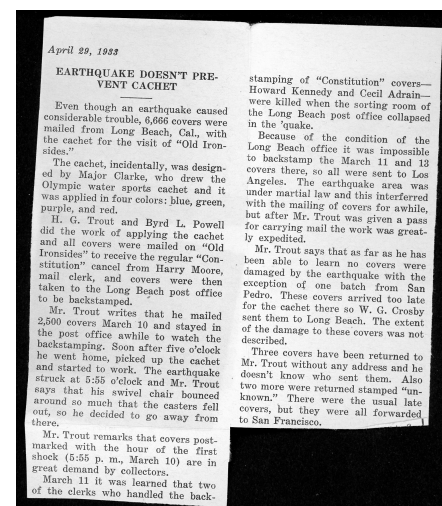 April 29, 1933
EARTHQUAKE DOESN'T PRE-
VENT CACHET
Even though an earthquake caused
considerable trouble, 6,666 covers were
mailed from Long Beach, Cal., with
the cachet for the visit of "Old Iron-
sides."
The cachet, incidentally, was design-
ed by Major Clarke, who drew the
Olympic water sports cachet and it
was applied in four colors: blue, green,
purple, and red.
H. G. Trout and Byrd L. Powell
did the work of applying the cachet
and all covers were mailed on "Old
Ironsides" to receive the regular "Con-
stitution" cancel from Harry Moore,
mail clerk, and covers were then
taken to the Long Beach post office
to be backstamped.
Mr. Trout writes that he mailed
2,500 covers March 10 and stayed in
the post office awhile to watch the
backstamping. Soon after five o'clock
he went home, picked up the cachet
and started to work. The earthquake
struck at 5:55 o'clock and Mr. Trout
says that his swivel chair bounced
around so much that the casters fell
out, so he decided to go away from
there.
Mr. Trout remarks that covers post-
marked with the hour of the first
shock (5:55 p. m., March 10) are in
great demand by collectors.
March 11 it was learned that two
of the clerks who handled the back-
stamping of "Constitution" covers—
Howard Kennedy and Cecil Adrain—
were killed when the sorting room of
the Long Beach post office collapsed
in the 'quake.
Because of the condition of the
Long Beach office it was impossible
to backstamp the March 11 and 13
covers there, so all were sent to Los
Angeles. The earthquake area was
under martial law and this interferred
with the mailing of covers for awhile,
but after Mr. Trout was given a pass
for carrying mail the work was great-
ly expedited.
Mr. Trout says that as far as he has
been able to learn no covers were
damaged by the earthquake with the
exception of one batch from San
Pedro. These covers arrived too late
for the cachet there so W. G. Crosby
sent them to Long Beach. The extent
of the damage to these covers was not
described.
Three covers have been returned to
Mr. Trout without any address and he
doesn't know who sent them. Also
two more were returned stamped "un-
known." There were the usual late
covers, but they were all forwarded
to San Francisco.